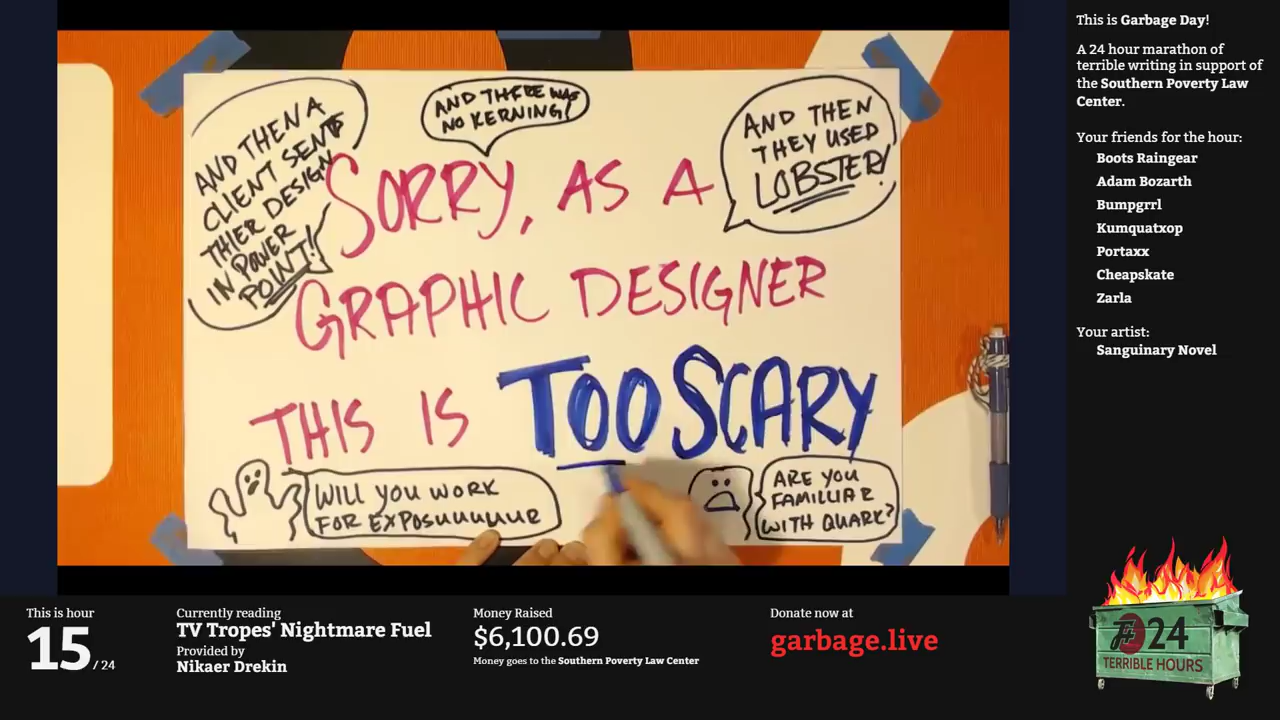 AND THEN A
CLIENT SENT
THIER DESIGN
IN POWER
POINT!
AND THERE WAS
NO KERNING!
AND THEN
THEY USED
LOBSTER!
SORRY, AS A
GRAPHIC DESIGNER
THIS IS TOO SCARY
WILL YOU WORK
FOR EXPOSUUUUUR
ARE YOU
FAMILLIAR
WITH QUARK?
This is Garbage Day!
A 24 hour marathon of
terrible writing in support of
the Southern Poverty Law
Center.
Your friends for the hour:
Boots Raingear
Adam Bozarth
Bumpgrrl
Kumquatxop
Portaxx
Cheapskate
Zarla
Your artist:
Sanguinary Novel
This is hour
15 / 24
Currently reading
TV Tropes' Nightmare Fuel
Provided by
Nikaer Drekin
Money Raised
$6,100.69
Money goes to the Southern Poverty Law Center
Donate now at
garbage.live
24
TERRIBLE HOURS